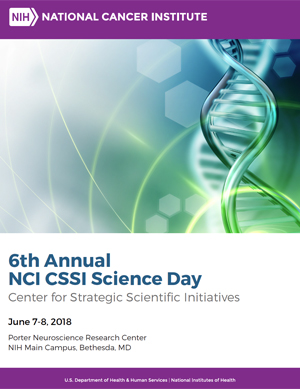 NIH NATIONAL CANCER INSTITUTE
6th Annual
NCI CSSI Science Day
Center for Strategic Scientific Initiatives
June 7-8, 2018
Porter Neuroscience Research Center
NIH Main Campus, Bethesda, MD
U.S. Department of Health & Human Services | National Institutes of Health